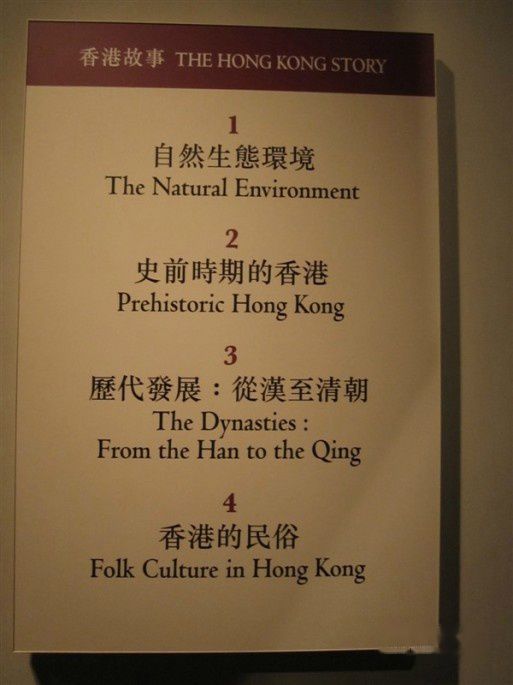 香港故事 THE HONG KONG STORY
1
自然生態環境
The Natural Environment
2
史前時期的香港
Prehistoric Hong Kong
3
歷代發展：從漢至清朝
The Dynasties :
From the Han to the Qing
4
香港的民俗
Folk Culture in Hong Kong